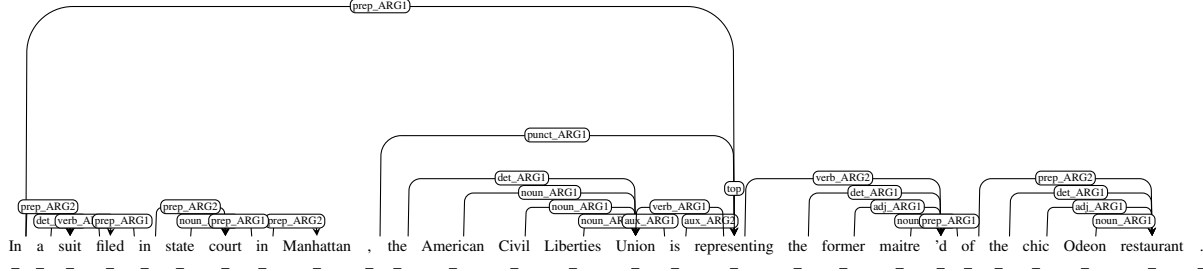 prep_ARG1
punct_ARG1
det_ARG1 verb_ARG2 prep_ARG2
top
noun_ARG1 det_ARG1 det_ARG1
prep_ARG2 prep_ARG2 noun_ARG1 verb_ARG1 adj_ARG1 adj_ARG1
prep_ARG1 prep_ARG1 prep_ARG2 aux_ARG1 aux_ARG2 prep_ARG1 noun_ARG1
In a suit filed in state court in Manhattan , the American Civil Liberties Union is representing the former maitre 'd of the chic Odeon restaurant .